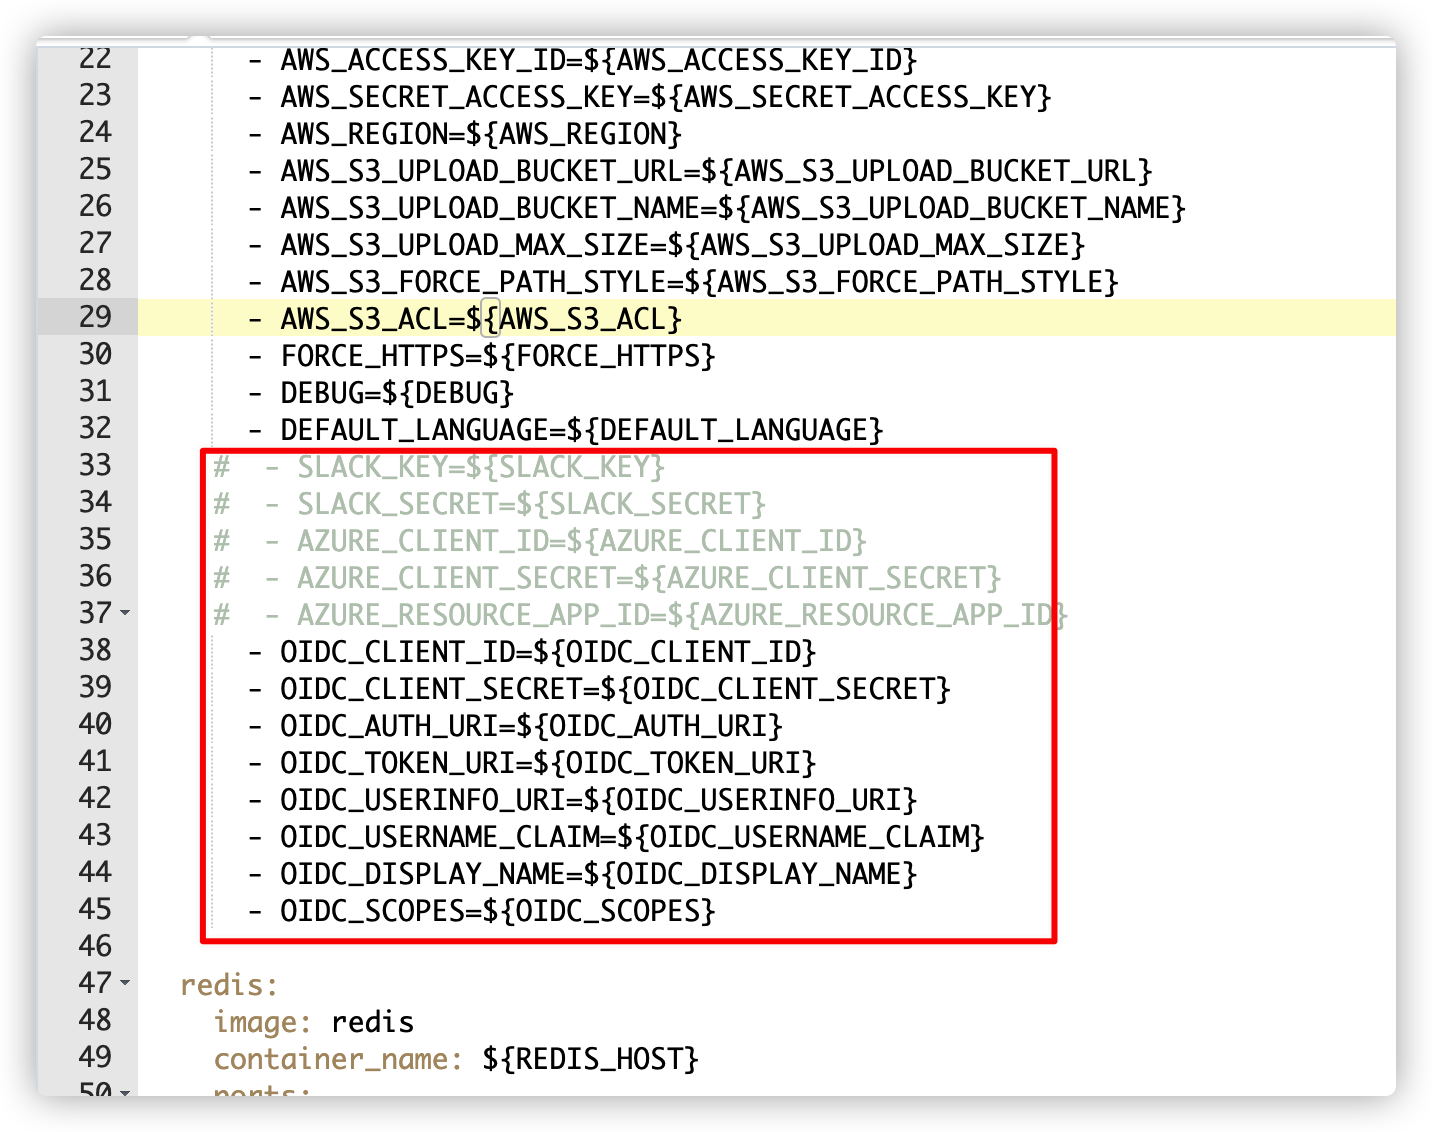 22 - AWS_ACCESS_KEY_ID=${AWS_ACCESS_KEY_ID}
23 - AWS_SECRET_ACCESS_KEY=${AWS_SECRET_ACCESS_KEY}
24 - AWS_REGION=${AWS_REGION}
25 - AWS_S3_UPLOAD_BUCKET_URL=${AWS_S3_UPLOAD_BUCKET_URL}
26 - AWS_S3_UPLOAD_BUCKET_NAME=${AWS_S3_UPLOAD_BUCKET_NAME}
27 - AWS_S3_UPLOAD_MAX_SIZE=${AWS_S3_UPLOAD_MAX_SIZE}
28 - AWS_S3_FORCE_PATH_STYLE=${AWS_S3_FORCE_PATH_STYLE}
29 - AWS_S3_ACL=${AWS_S3_ACL}
30 - FORCE_HTTPS=${FORCE_HTTPS}
31 - DEBUG=${DEBUG}
32 - DEFAULT_LANGUAGE=${DEFAULT_LANGUAGE}
33 # - SLACK_KEY=${SLACK_KEY}
34 # - SLACK_SECRET=${SLACK_SECRET}
35 # - AZURE_CLIENT_ID=${AZURE_CLIENT_ID}
36 # - AZURE_CLIENT_SECRET=${AZURE_CLIENT_SECRET}
37 # - AZURE_RESOURCE_APP_ID=${AZURE_RESOURCE_APP_ID}
38 - OIDC_CLIENT_ID=${OIDC_CLIENT_ID}
39 - OIDC_CLIENT_SECRET=${OIDC_CLIENT_SECRET}
40 - OIDC_AUTH_URI=${OIDC_AUTH_URI}
41 - OIDC_TOKEN_URI=${OIDC_TOKEN_URI}
42 - OIDC_USERINFO_URI=${OIDC_USERINFO_URI}
43 - OIDC_USERNAME_CLAIM=${OIDC_USERNAME_CLAIM}
44 - OIDC_DISPLAY_NAME=${OIDC_DISPLAY_NAME}
45 - OIDC_SCOPES=${OIDC_SCOPES}
46
47 redis:
48 image: redis
49 container_name: ${REDIS_HOST}
50 ports: